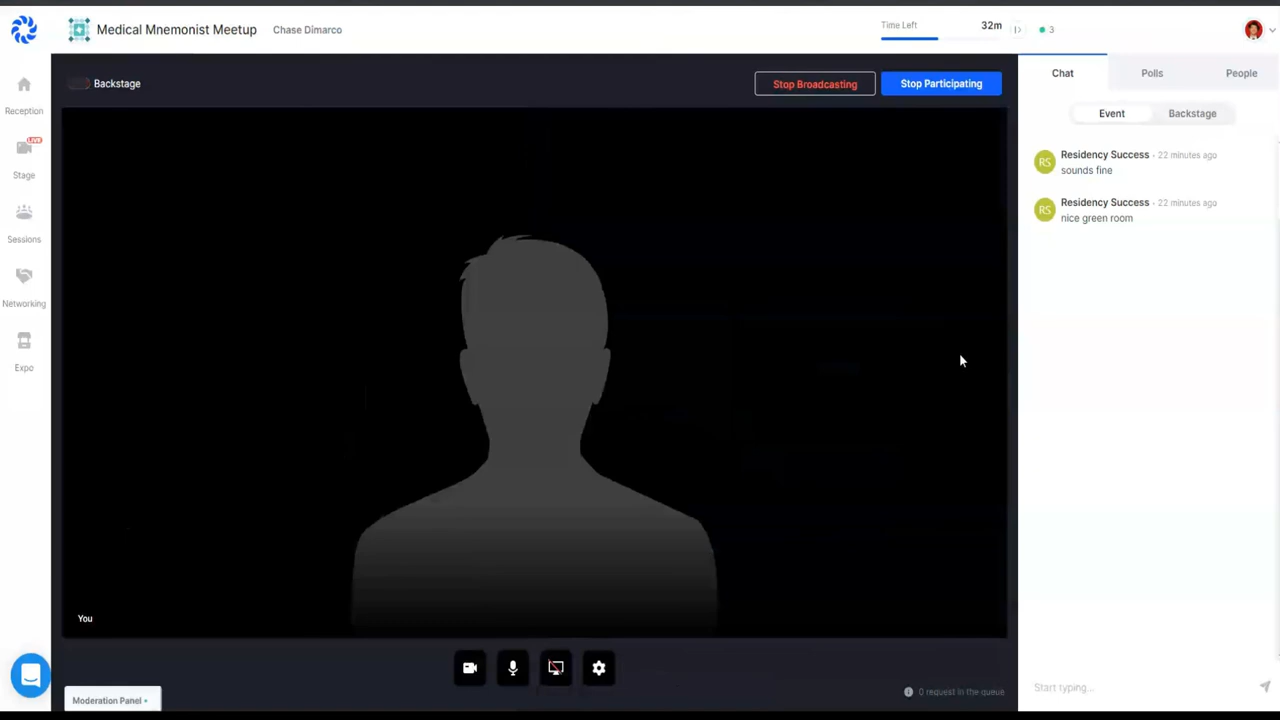 Medical Mnemonist Meetup
Chase Dimarco
Time Left
32m
3
Reception
LIVE
Stage
Sessions
Networking
Expo
Backstage
Stop Broadcasting
Stop Participating
You
Moderation Panel
0 request in the queue
Chat
Polls
People
Event
Backstage
RS
Residency Success - 22 minutes ago
sounds fine
RS
Residency Success - 22 minutes ago
nice green room
Start typing...